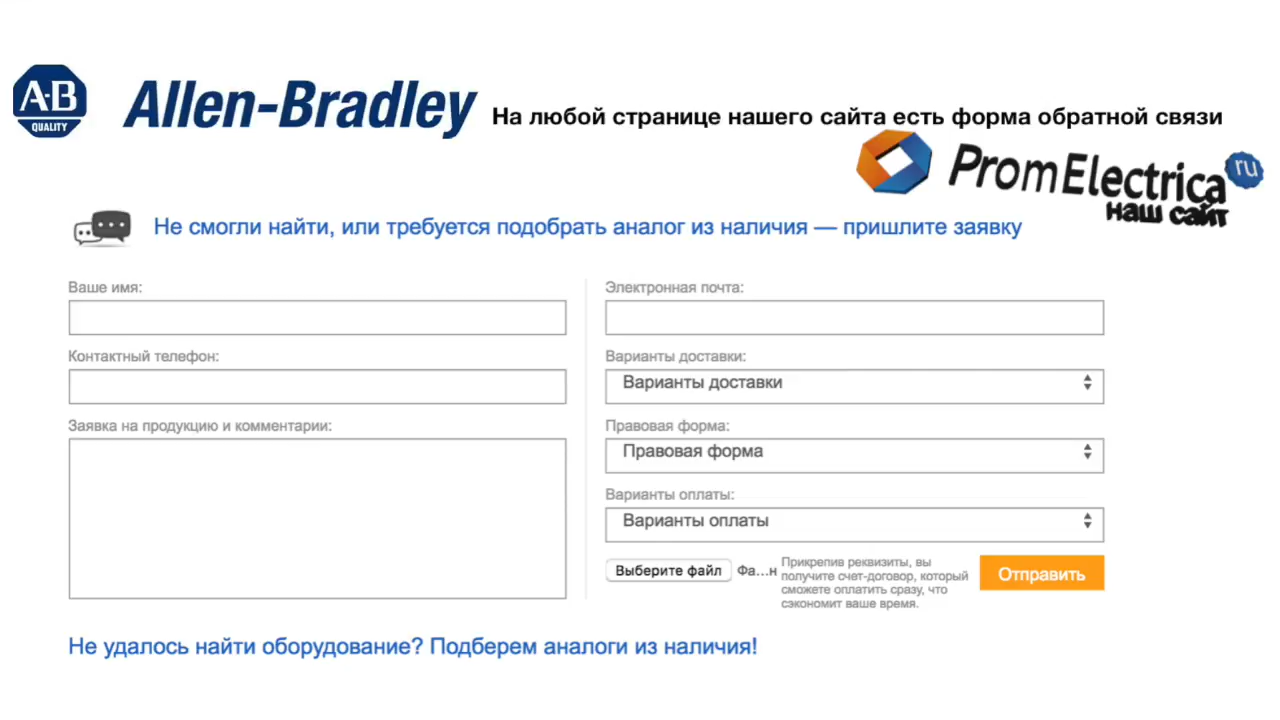 A-B
QUALITY
Allen-Bradley
На любой странице нашего сайта есть форма обратной связи
PromElectrica ru
наш сайт
Не смогли найти, или требуется подобрать аналог из наличия — пришлите заявку
Ваше имя:
Электронная почта:
Контактный телефон:
Варианты доставки:
Варианты доставки
Заявка на продукцию и комментарии:
Правовая форма:
Правовая форма
Варианты оплаты:
Варианты оплаты
Выберите файл Фа...н
Прикрепив реквизиты, вы
получите счет-договор, который
сможете оплатить сразу, что
сэкономит ваше время.
Отправить
Не удалось найти оборудование? Подберем аналоги из наличия!